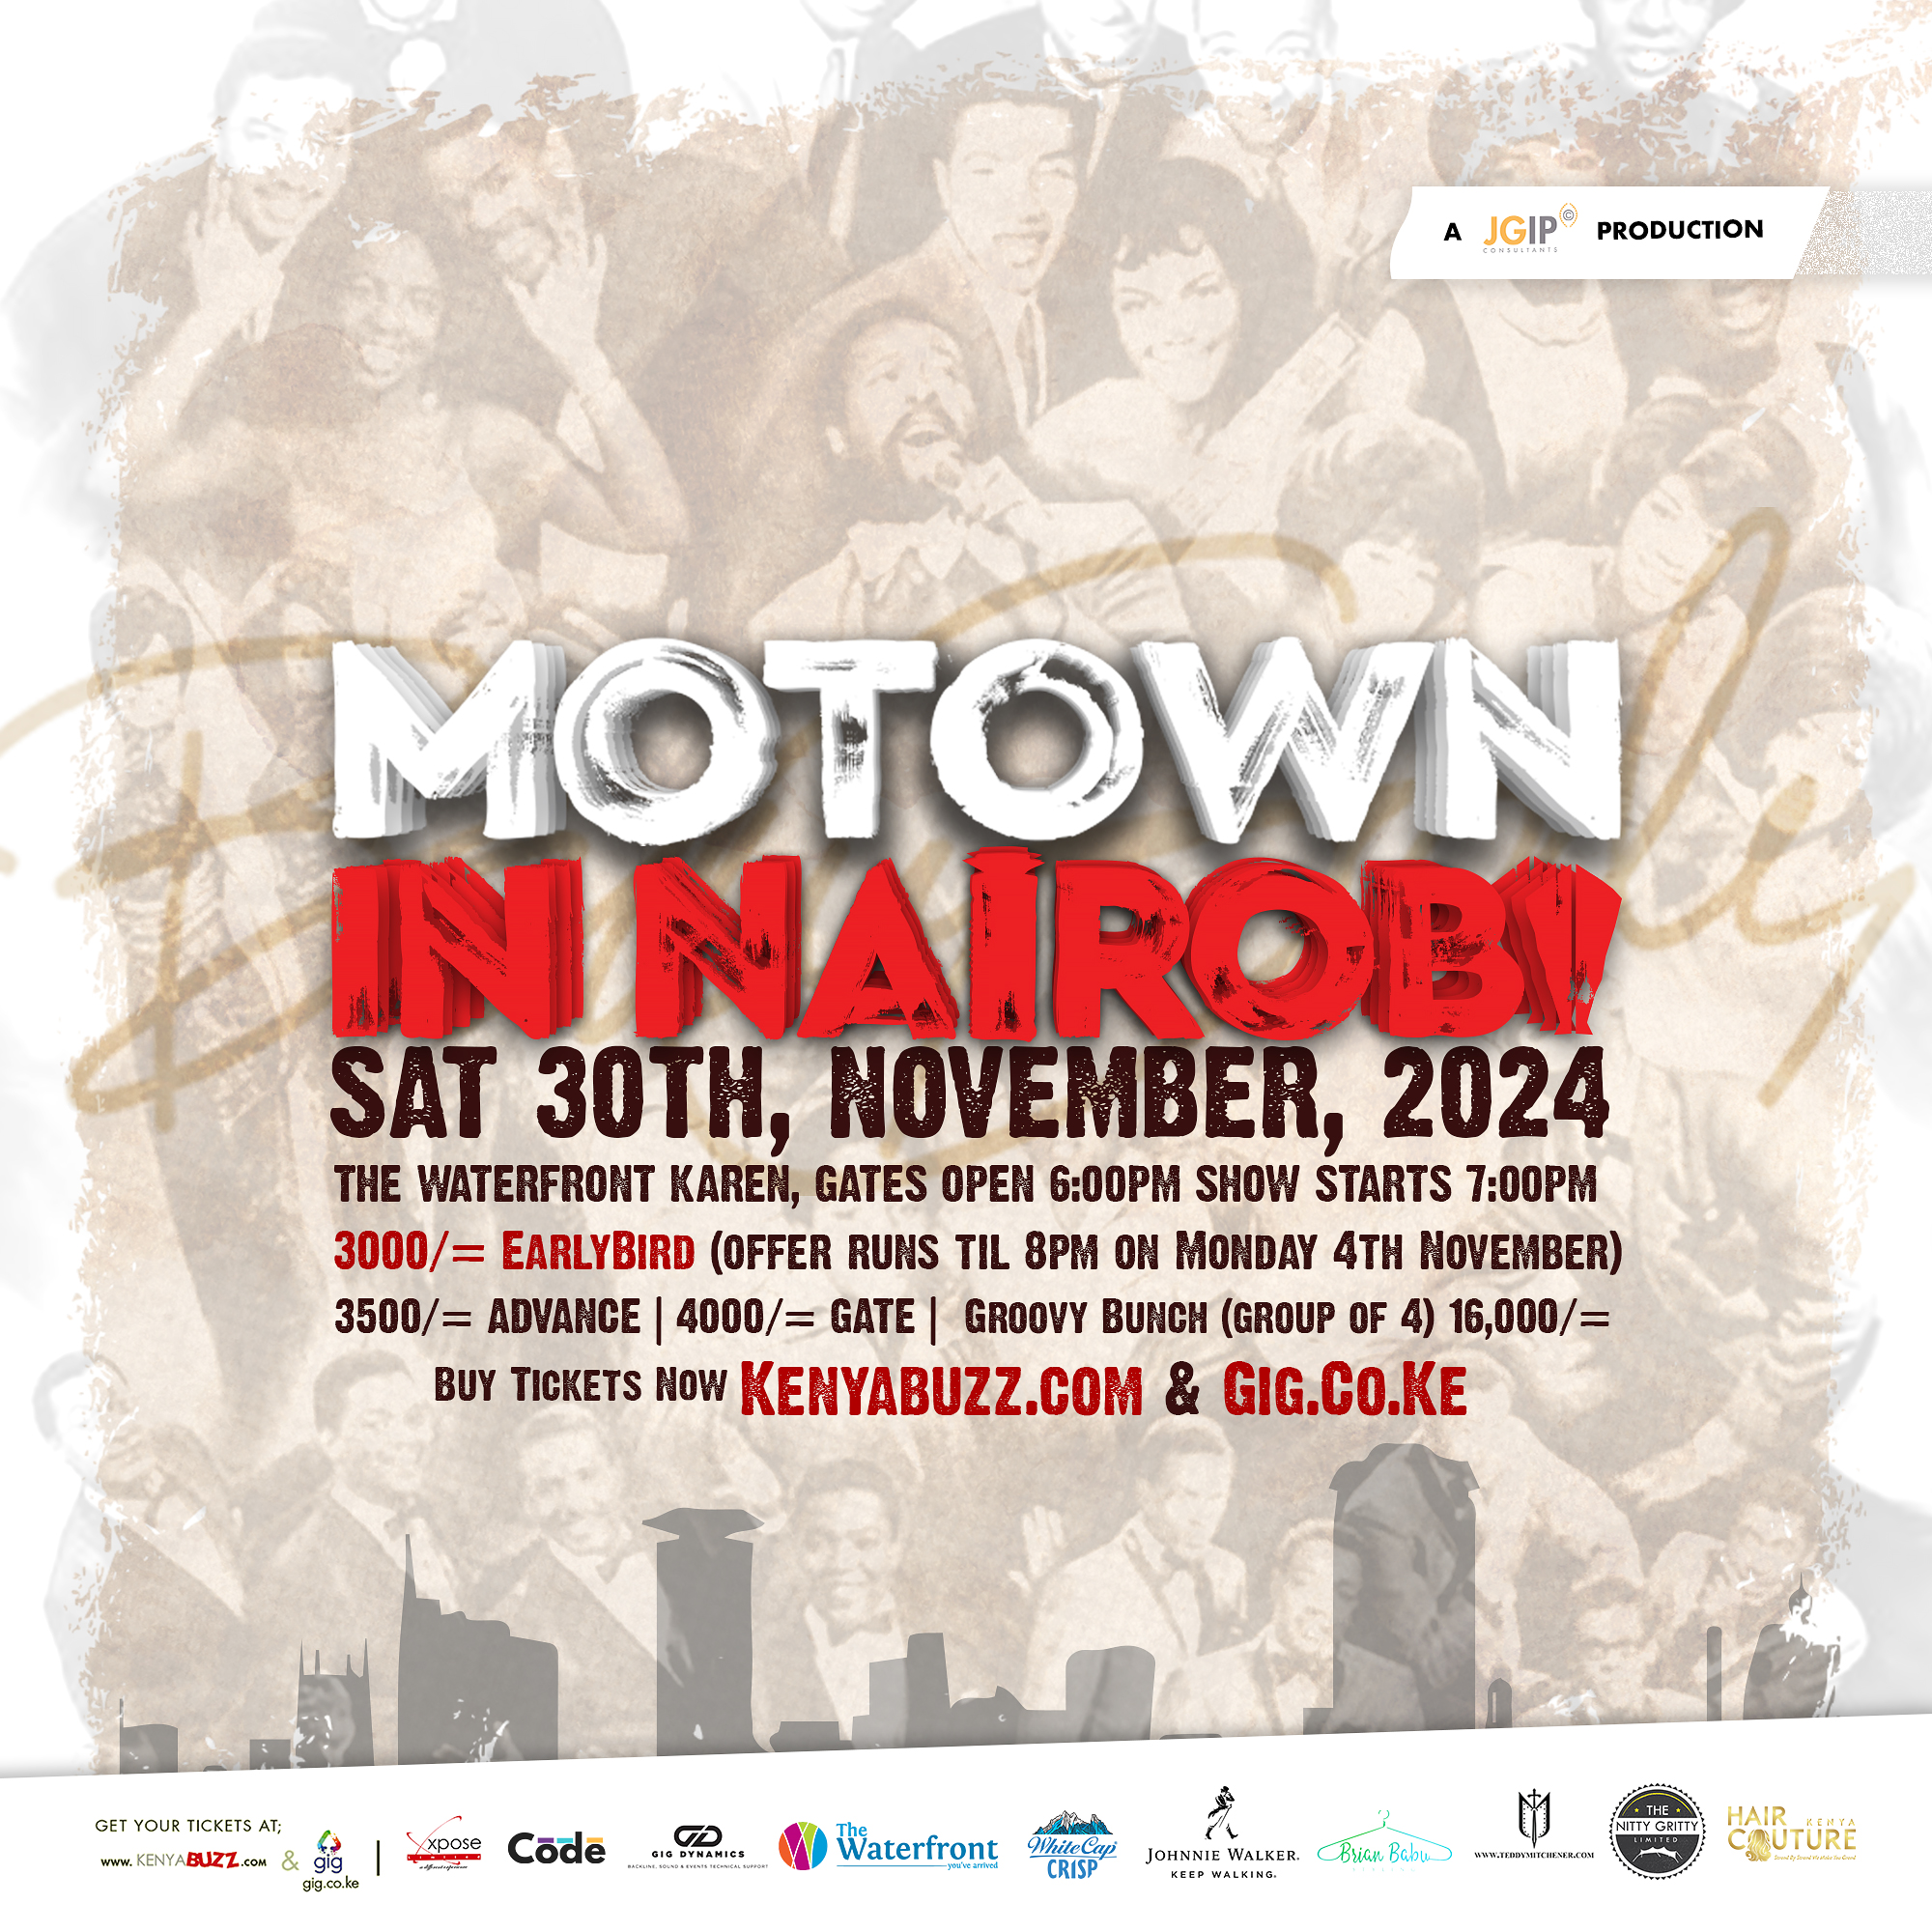 A JGIP© PRODUCTION
CONSULTANTS
MOTOWN
IN NAIROBI
SAT 30TH, NOVEMBER, 2024
THE WATERFRONT KAREN, GATES OPEN 6:00PM SHOW STARTS 7:00PM
3000/= EARLYBIRD (OFFER RUNS TIL 8PM ON MONDAY 4TH NOVEMBER)
3500/= ADVANCE | 4000/= GATE | GROOVY BUNCH (GROUP OF 4) 16,000/=
BUY TICKETS NOW KENYABUZZ.COM & GIG.CO.KE
GET YOUR TICKETS AT;
www. KENYABUZZ.COM & gig
gig.co.ke
Xpose
LIMITED
a different experience
Code
GIG DYNAMICS
BACKLINE, SOUND & EVENTS TECHNICAL SUPPORT
The
Waterfront
you've arrived
WhiteCap
CRISP
JOHNNIE WALKER.
KEEP WALKING.
Brian Babu
WWW.TEDDYMITCHENER.COM
THE
NITTY GRITTY
LIMITED
HAIR KENYA
COUTURE